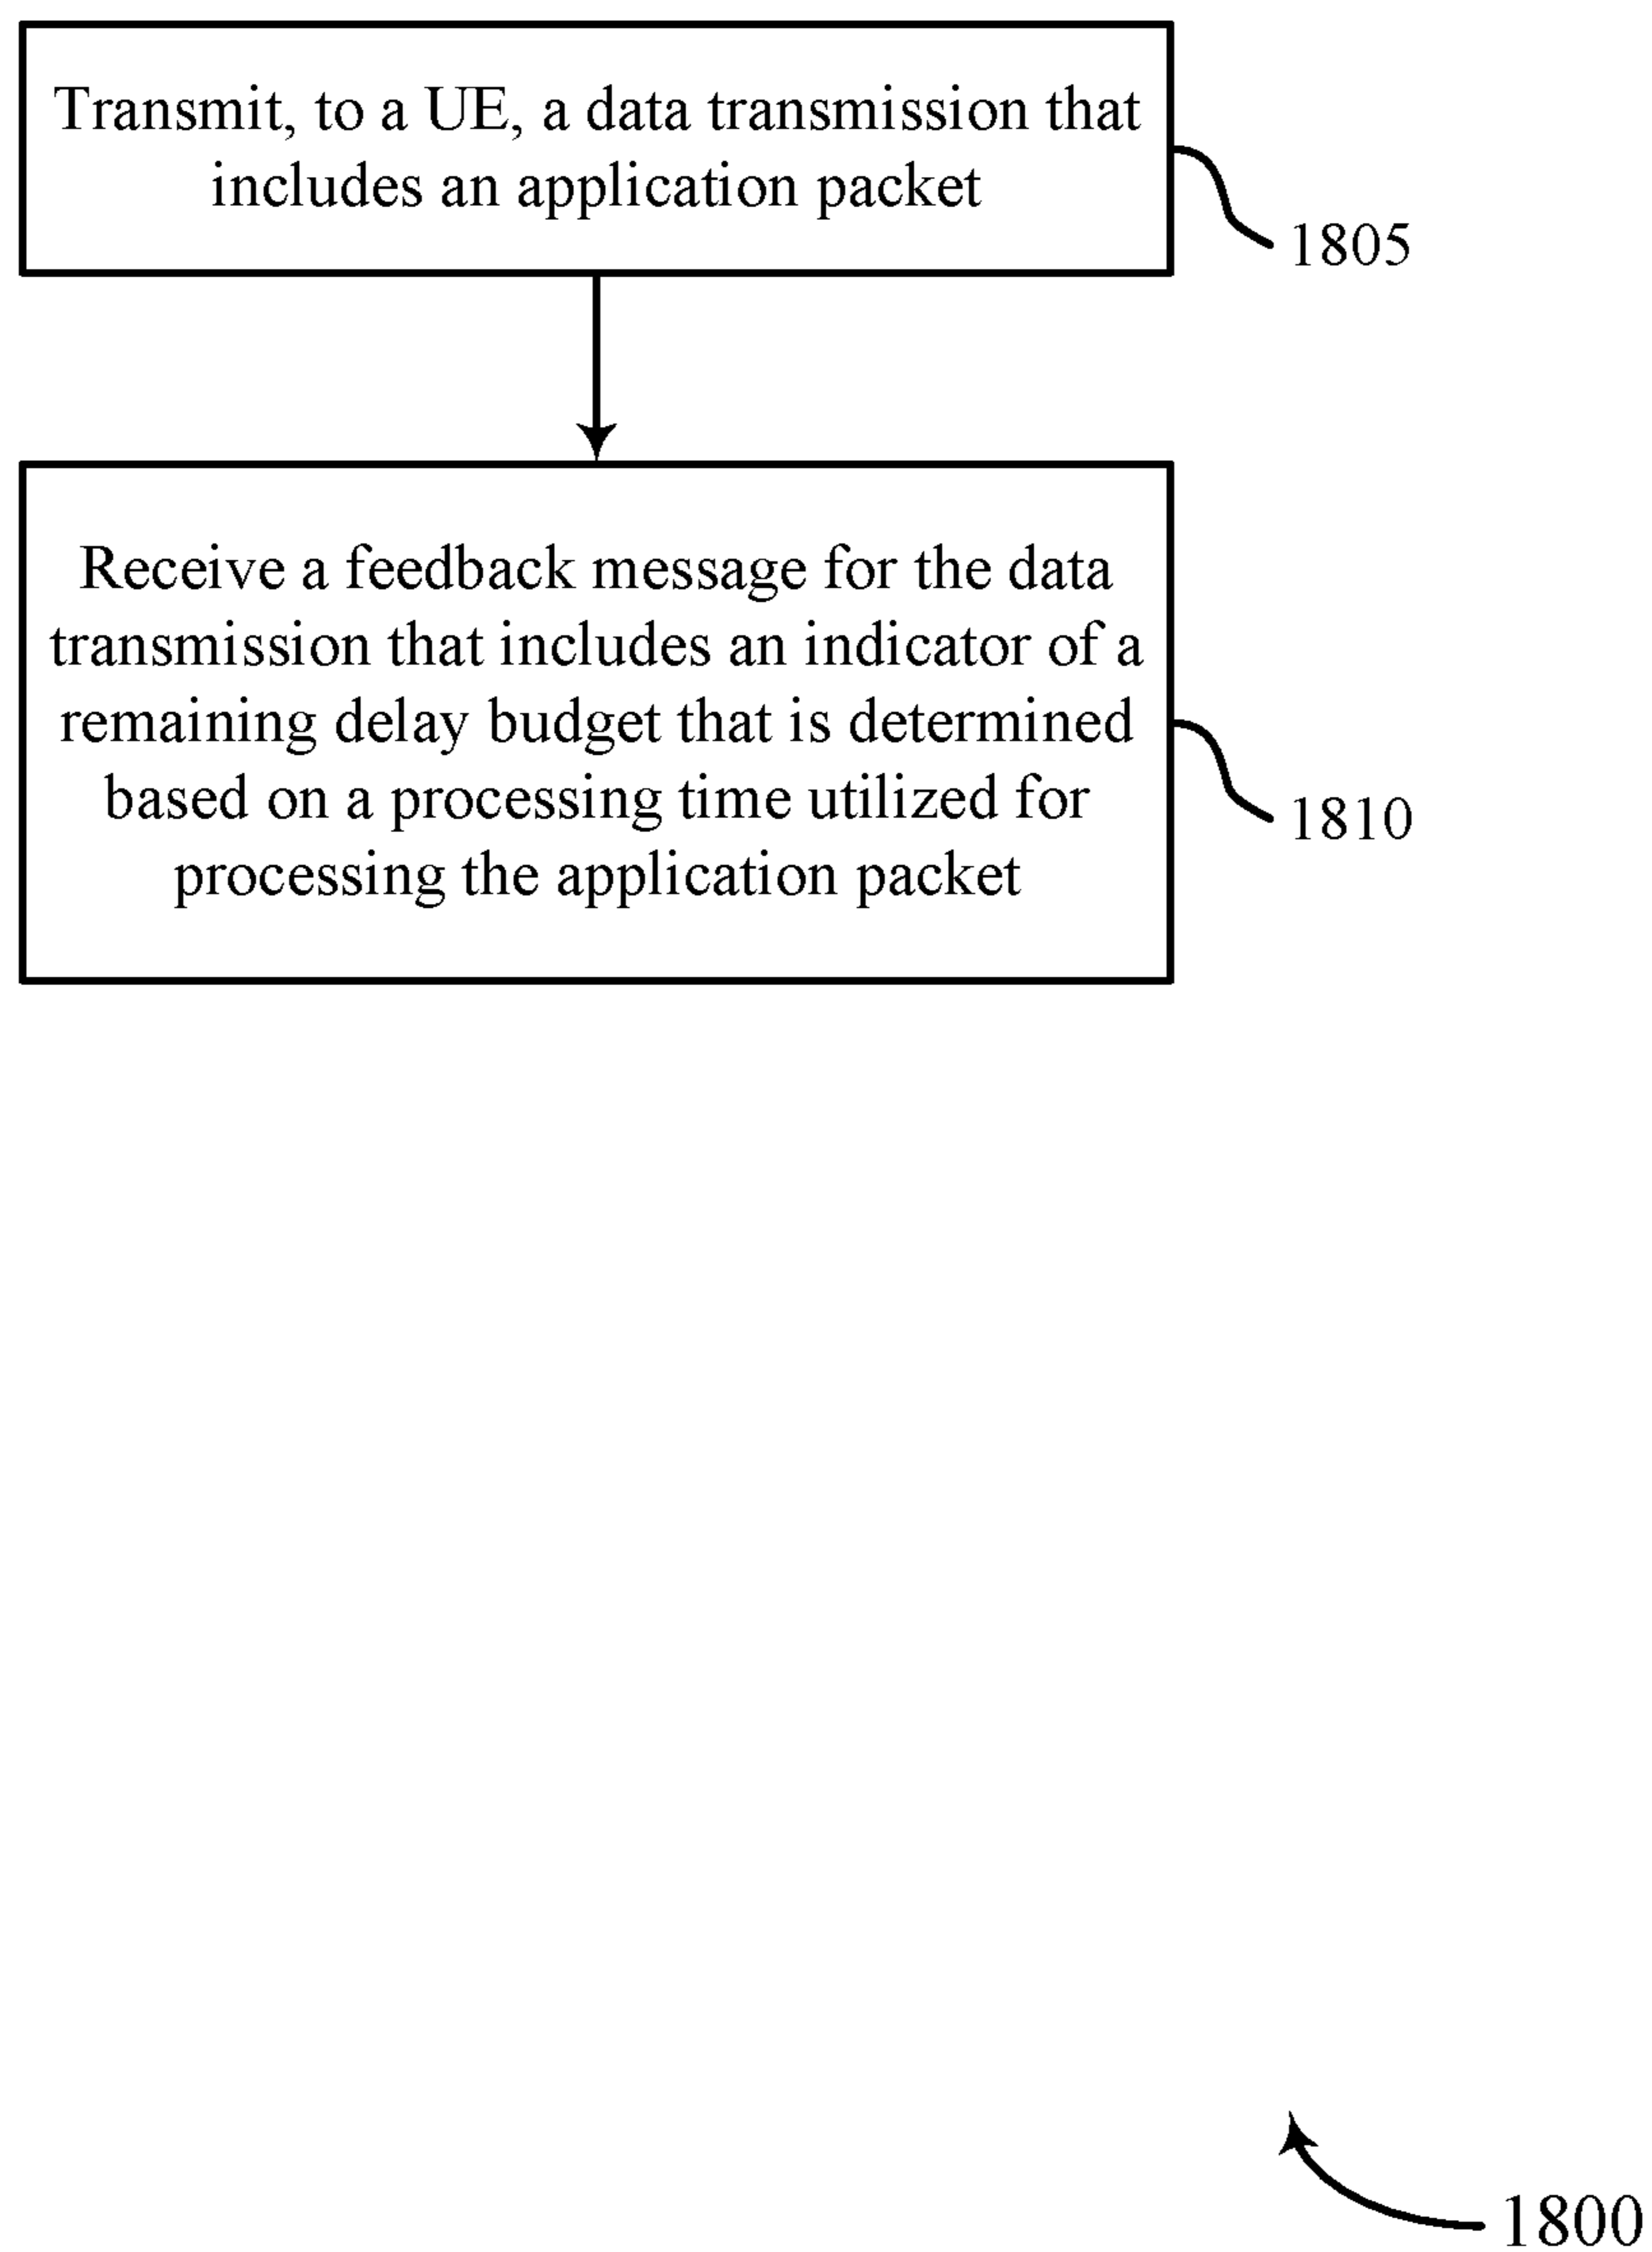 Transmit, to a UE, a data transmission that
includes an application packet
1805
Receive a feedback message for the data
transmission that includes an indicator of a
remaining delay budget that is determined
based on a processing time utilized for
processing the application packet
1810
1800